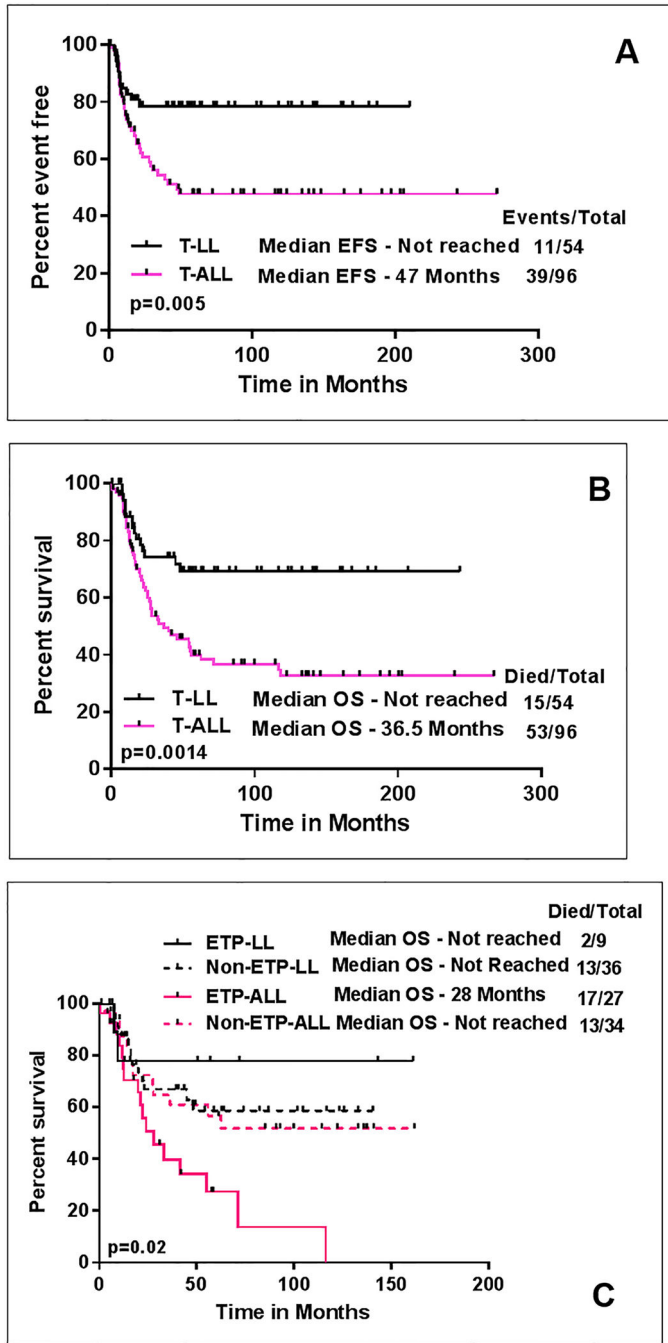 A
Percent event free
100
80
60
40
20
0
Events/Total
T-LL Median EFS - Not reached 11/54
T-ALL Median EFS - 47 Months 39/96
p=0.005
0 100 200 300
Time in Months
B
Percent survival
100
80
60
40
20
0
Died/Total
T-LL Median OS - Not reached 15/54
T-ALL Median OS - 36.5 Months 53/96
p=0.0014
0 100 200 300
Time in Months
Died/Total
ETP-LL Median OS - Not reached 2/9
Non-ETP-LL Median OS - Not Reached 13/36
ETP-ALL Median OS - 28 Months 17/27
Non-ETP-ALL Median OS - Not reached 13/34
Percent survival
100
80
60
40
20
0
p=0.02
0 50 100 150 200
Time in Months
C